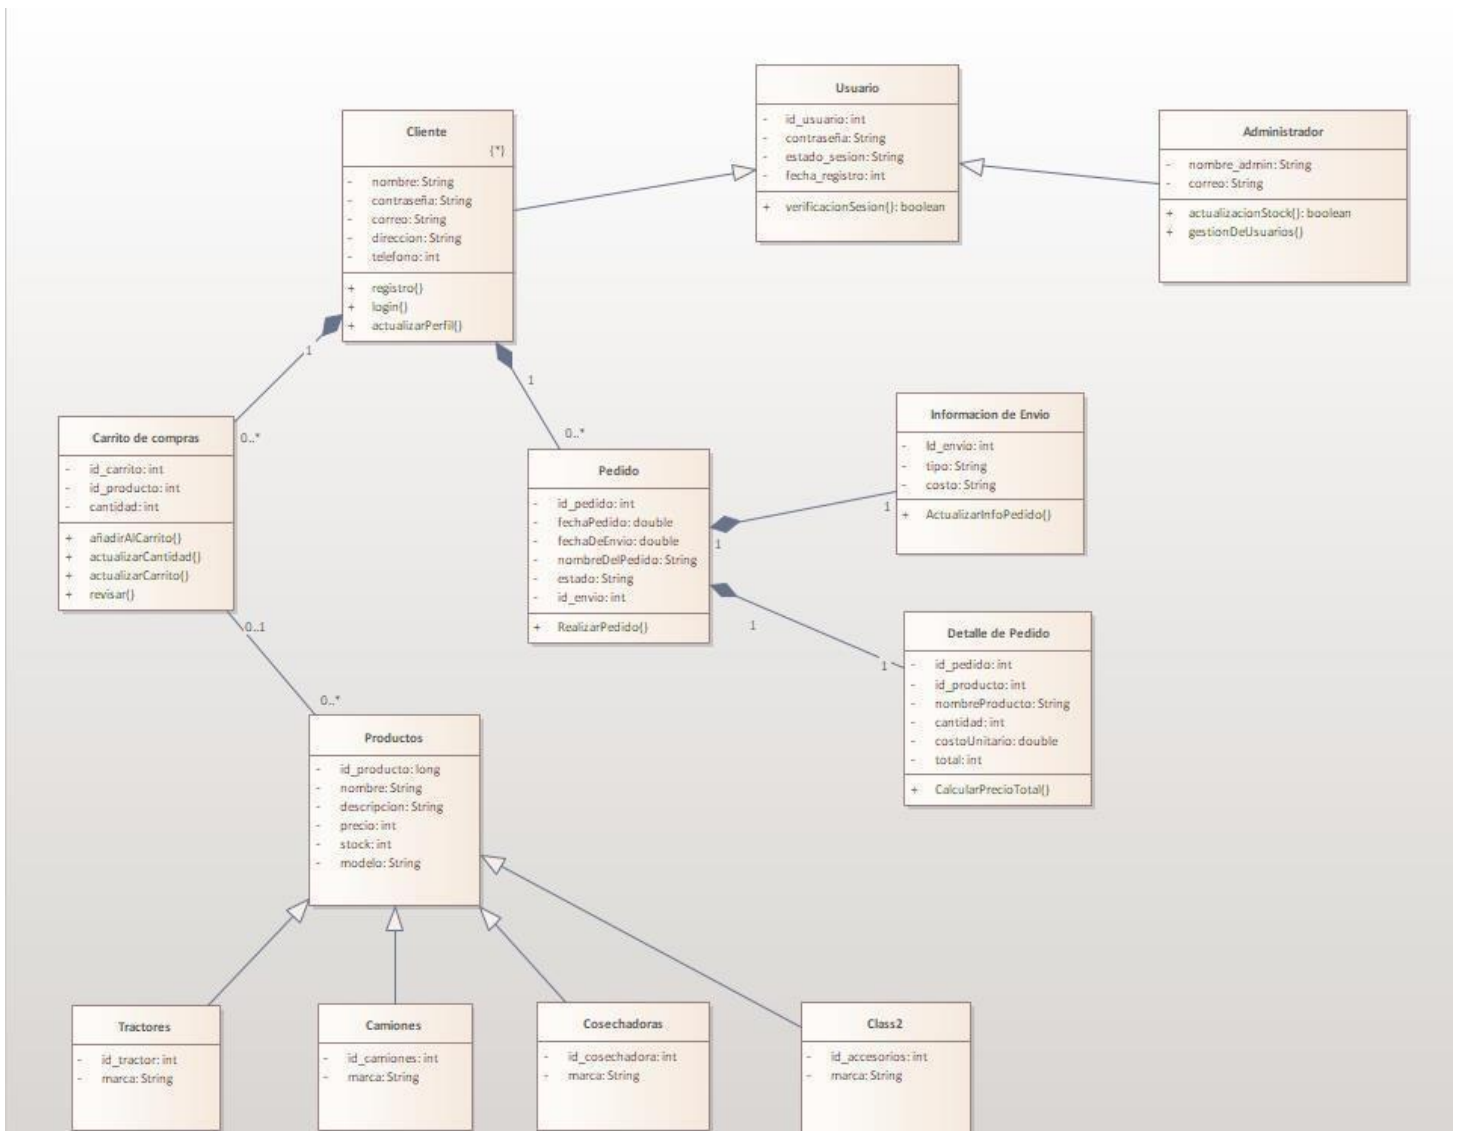 Usuario
- id_usuario: int
- contraseña: String
- estado_sesion: String
- fecha_registro: int
+ verificacionSesion(): boolean
Cliente
{*}
- nombre: String
- contraseña: String
- correo: String
- direccion: String
- telefono: int
+ registro()
+ login()
+ actualizarPerfil()
Administrador
- nombre_admin: String
- correo: String
+ actualizacionStock(): boolean
+ gestionDeUsuarios()
1
0..*
1
0..*
Carrito de compras
- id_carrito: int
- id_producto: int
- cantidad: int
+ añadirAlCarrito()
+ actualizarCantidad()
+ actualizarCarrito()
+ revisar()
Pedido
- id_pedido: int
- fechaPedido: double
- fechaDeEnvio: double
- nombreDelPedido: String
- estado: String
- id_envio: int
+ RealizarPedido()
Informacion de Envio
- Id_envio: int
- tipo: String
- costo: String
+ ActualizarInfoPedido()
1
1
1
1
Detalle de Pedido
- id_pedido: int
- id_producto: int
- nombreProducto: String
- cantidad: int
- costoUnitario: double
- total: int
+ CalcularPrecioTotal()
0..1
0..*
Productos
- id_producto: long
- nombre: String
- descripcion: String
- precio: int
- stock: int
- modelo: String
Tractores
- id_tractor: int
- marca: String
Camiones
- id_camiones: int
- marca: String
Cosechadoras
- id_cosechadora: int
- marca: String
Class2
- id_accesorios: int
- marca: String